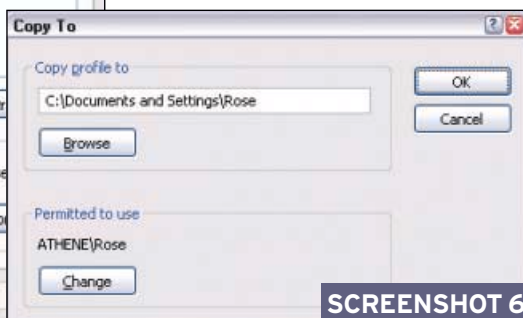 Copy To
Copy profile to
C:\Documents and Settings\Rose
OK
Cancel
Browse
Permitted to use
ATHENE\Rose
Change
SCREENSHOT 6